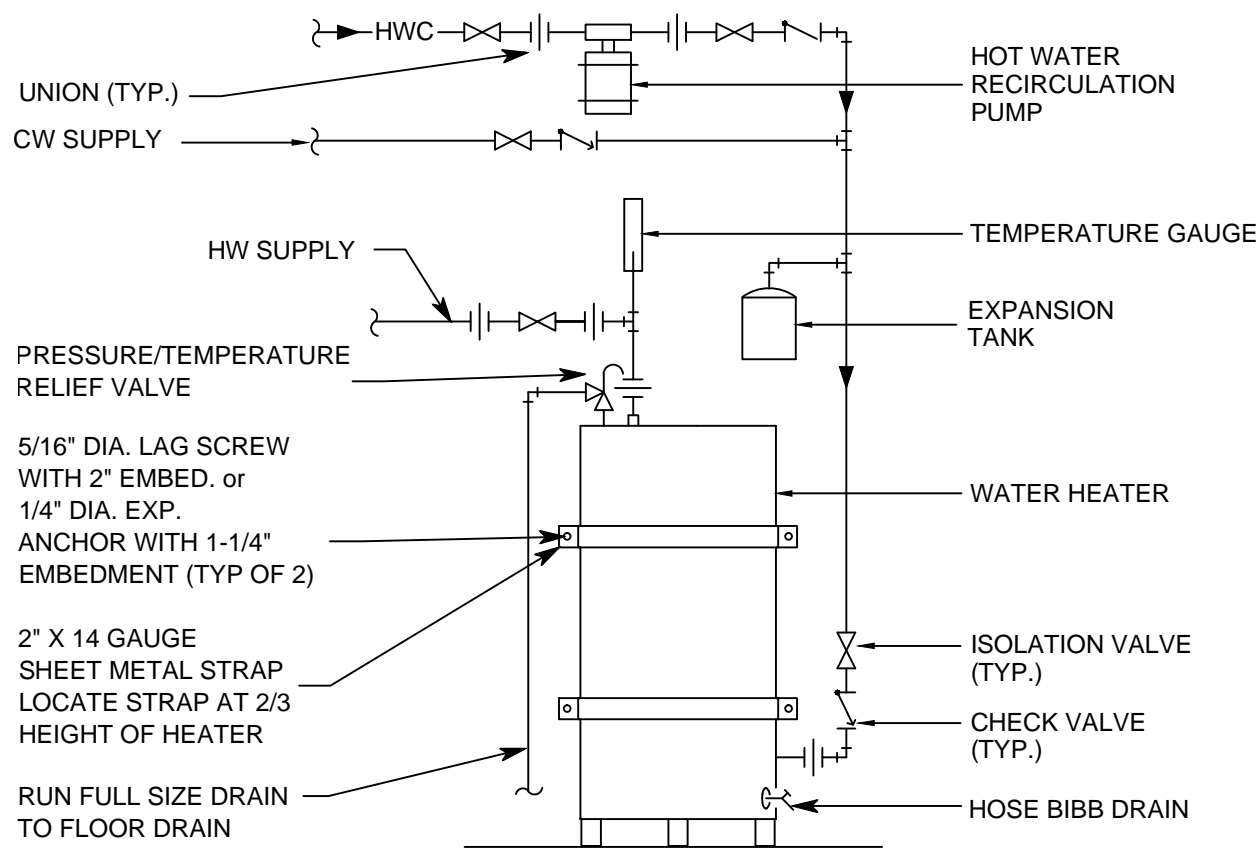 HWC
UNION (TYP.)
HOT WATER
RECIRCULATION
PUMP
CW SUPPLY
TEMPERATURE GAUGE
HW SUPPLY
EXPANSION
TANK
PRESSURE/TEMPERATURE
RELIEF VALVE
5/16" DIA. LAG SCREW
WITH 2" EMBED. or
1/4" DIA. EXP.
ANCHOR WITH 1-1/4"
EMBEDMENT (TYP OF 2)
WATER HEATER
2" X 14 GAUGE
SHEET METAL STRAP
LOCATE STRAP AT 2/3
HEIGHT OF HEATER
ISOLATION VALVE
(TYP.)
CHECK VALVE
(TYP.)
RUN FULL SIZE DRAIN
TO FLOOR DRAIN
HOSE BIBB DRAIN